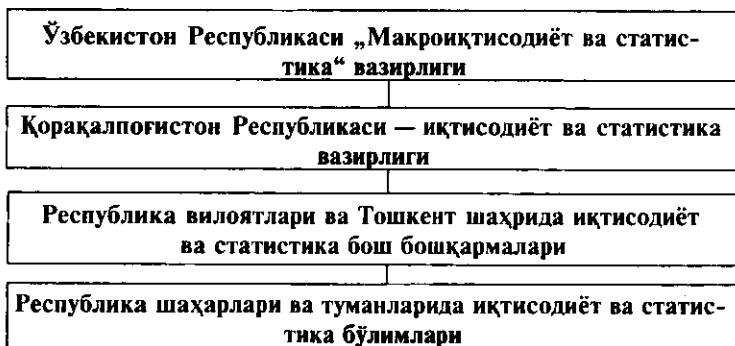 Ўзбекистон Республикаси „Макроиқтисодиёт ва статис-
тика“ вазирлиги
Қорақалпоғистон Республикаси — иқтисодиёт ва статистика
вазирлиги
Республика вилоятлари ва Тошкент шаҳрида иқтисодиёт
ва статистика бош бошқармалари
Республика шаҳарлари ва туманларида иқтисодиёт ва статис-
тика бўлимлари